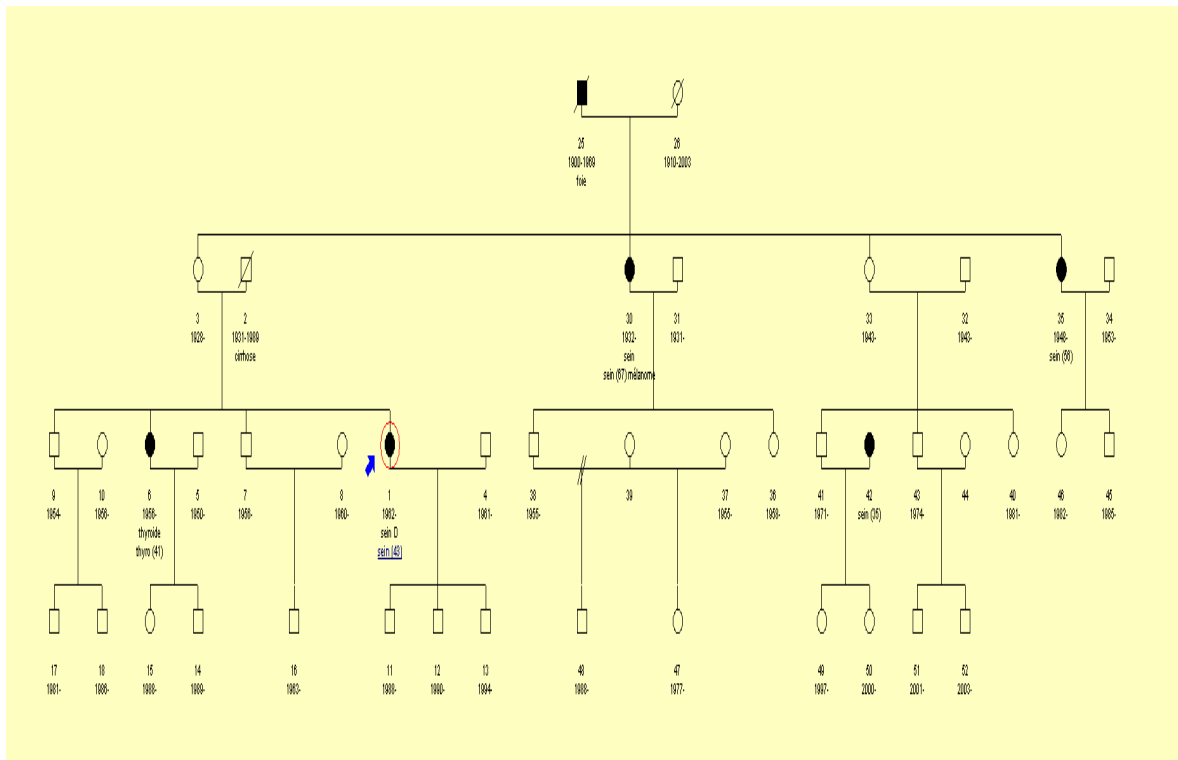 25 26
1900-1969 1910-2003
foie
3 2 30 31 33 32 35 34
1928- 1931-1989 1932- 1931- 1943- 1943- 1948- 1953-
cirrhose sein sein (56)
sein (67) mélanome
9 10 6 5 7 8 1 4 38 39 37 36 41 42 43 44 40 46 45
1954- 1956- 1958- 1950- 1956- 1960- 1962- 1961- 1955- 1955- 1958- 1971- sein (35) 1974- 1981- 1982- 1985-
thyroide sein D
thyro (41) sein (43)
17 18 15 14 16 11 12 13 48 47 49 50 51 52
1981- 1986- 1988- 1989- 1983- 1988- 1990- 1994- 1988- 1977- 1997- 2000- 2001- 2003-